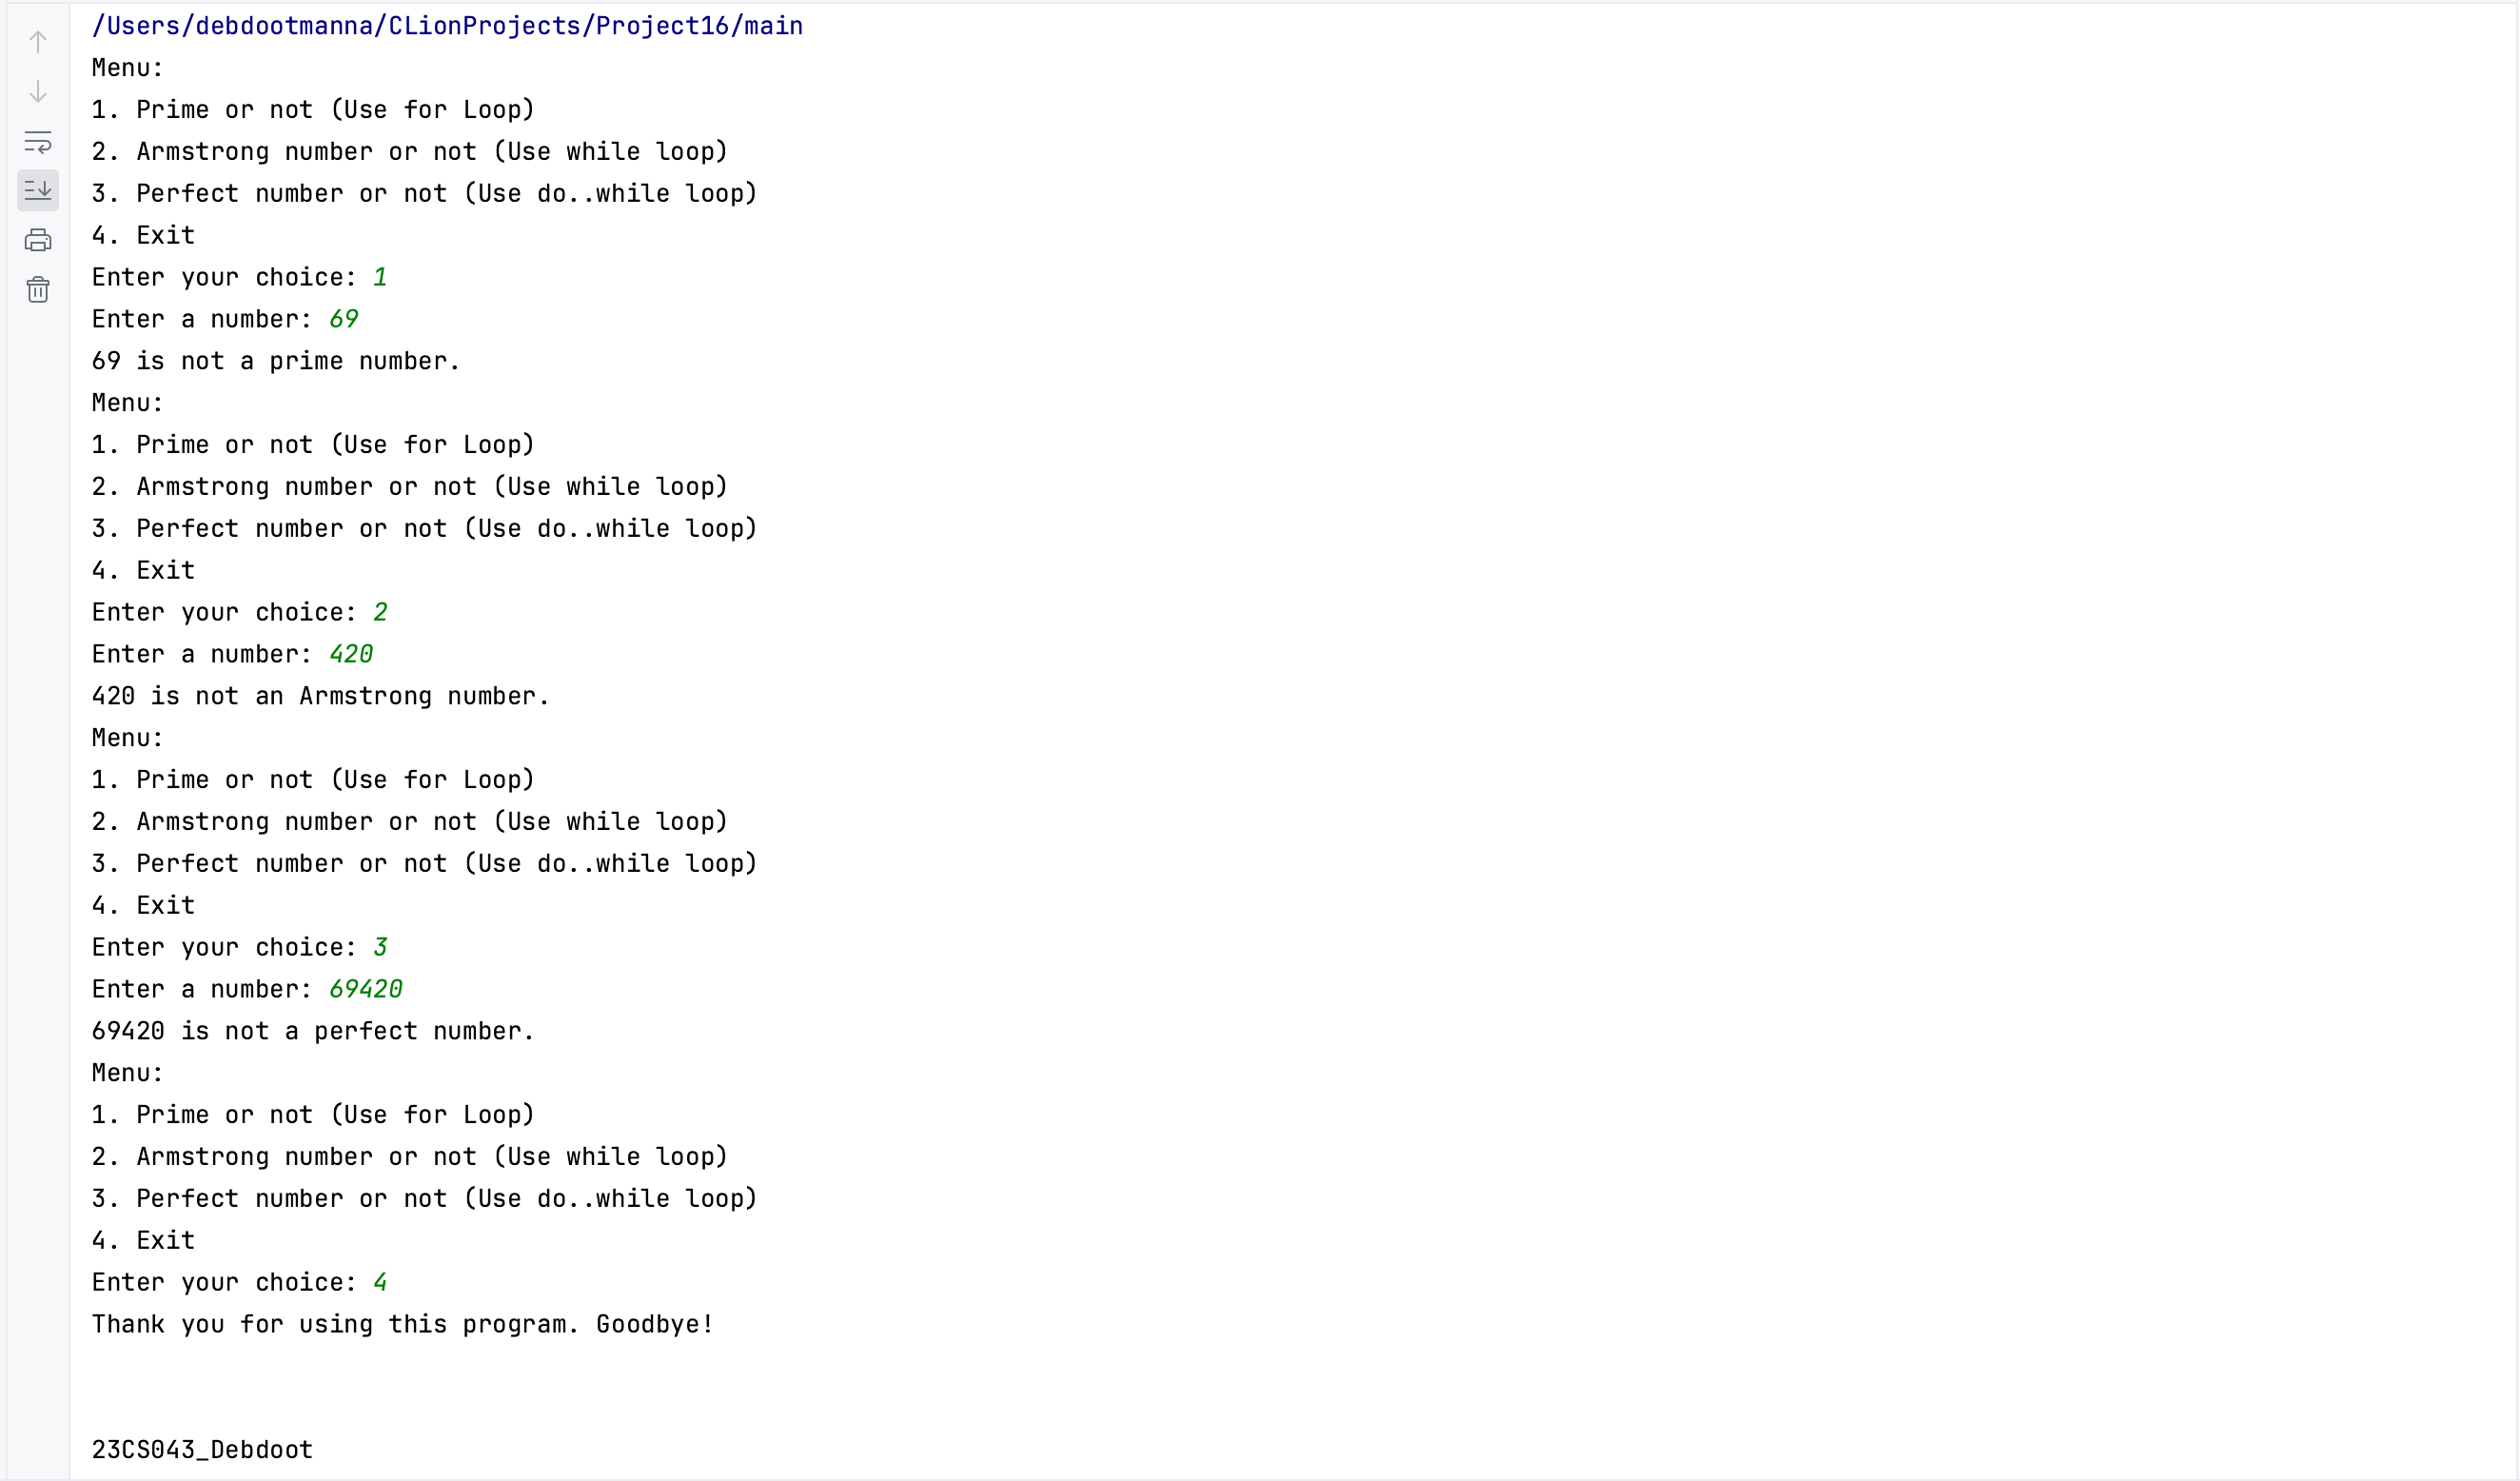 /Users/debdootmanna/CLionProjects/Project16/main
Menu:
1. Prime or not (Use for Loop)
2. Armstrong number or not (Use while loop)
3. Perfect number or not (Use do..while loop)
4. Exit
Enter your choice: 1
Enter a number: 69
69 is not a prime number.
Menu:
1. Prime or not (Use for Loop)
2. Armstrong number or not (Use while loop)
3. Perfect number or not (Use do..while loop)
4. Exit
Enter your choice: 2
Enter a number: 420
420 is not an Armstrong number.
Menu:
1. Prime or not (Use for Loop)
2. Armstrong number or not (Use while loop)
3. Perfect number or not (Use do..while loop)
4. Exit
Enter your choice: 3
Enter a number: 69420
69420 is not a perfect number.
Menu:
1. Prime or not (Use for Loop)
2. Armstrong number or not (Use while loop)
3. Perfect number or not (Use do..while loop)
4. Exit
Enter your choice: 4
Thank you for using this program. Goodbye!
23CS043_Debdoot